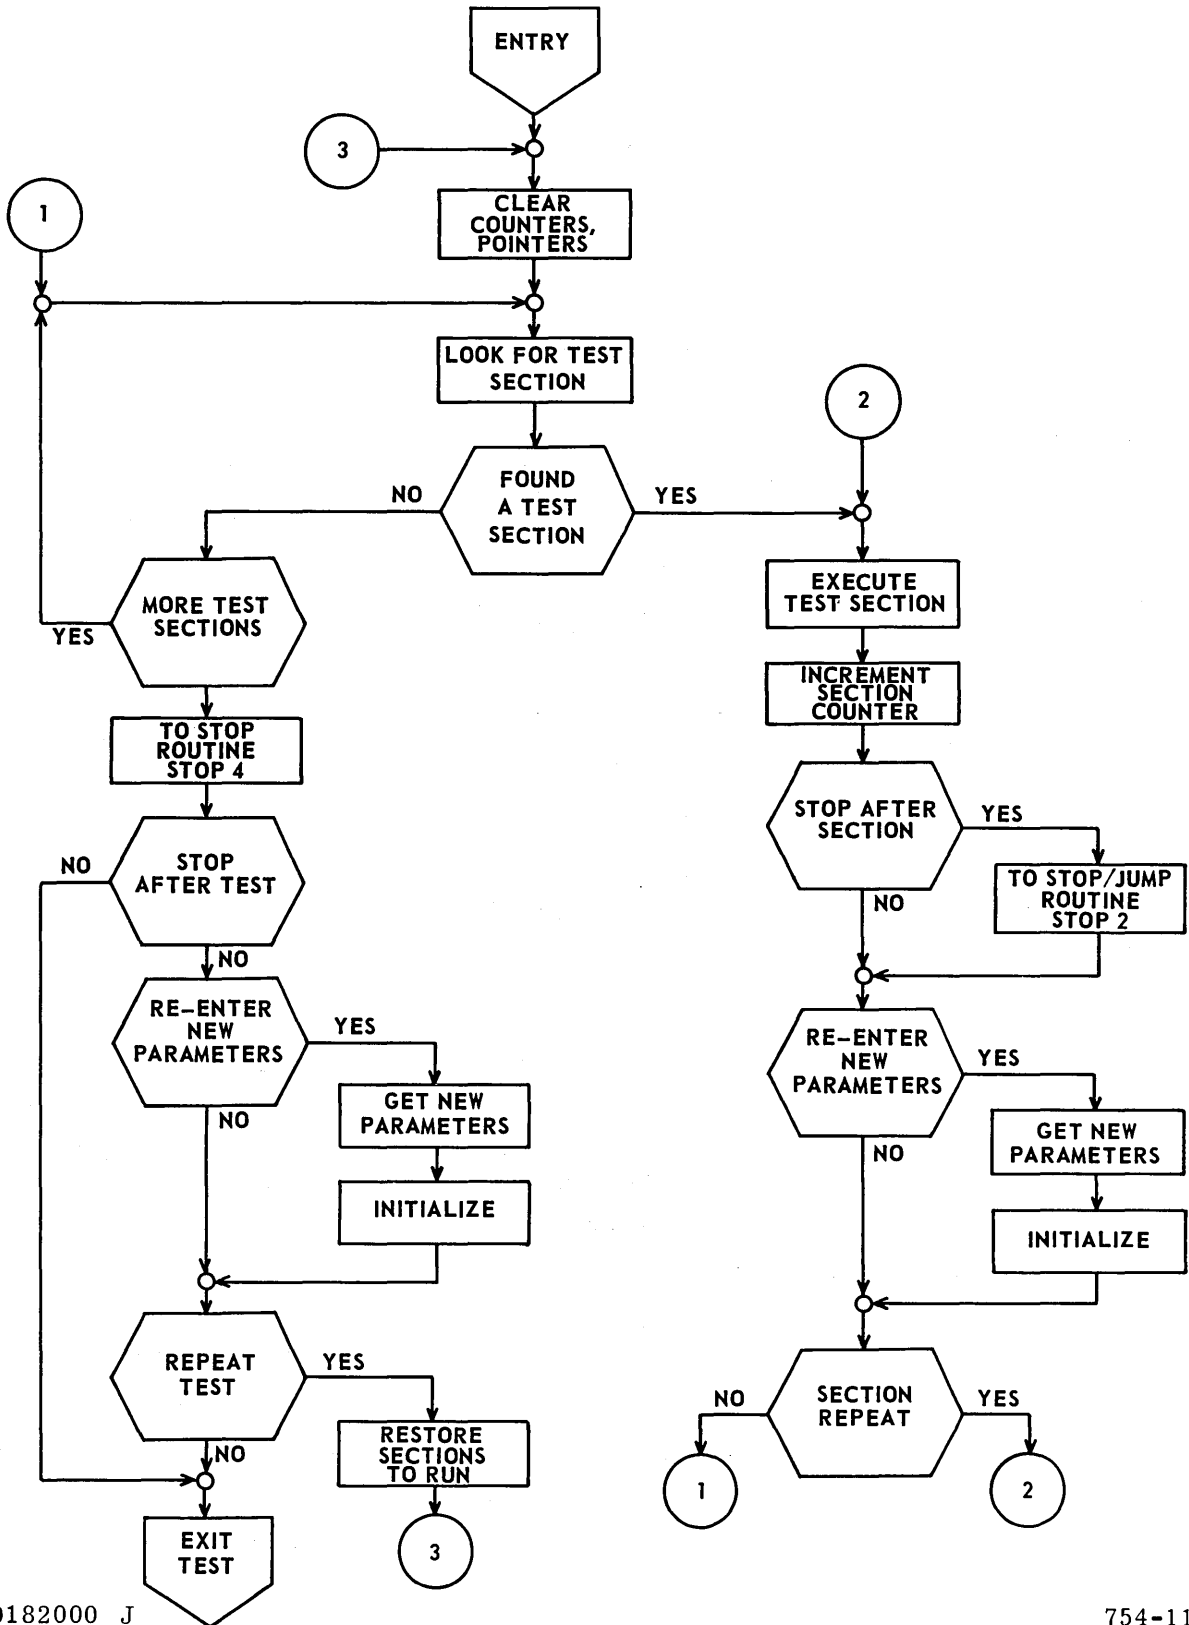 ENTRY
3
1
CLEAR
COUNTERS,
POINTERS
LOOK FOR TEST
SECTION
2
FOUND
A TEST
SECTION
NO
YES
MORE TEST
SECTIONS
YES
EXECUTE
TEST SECTION
INCREMENT
SECTION
COUNTER
TO STOP
ROUTINE
STOP 4
STOP AFTER
SECTION
YES
NO
TO STOP/JUMP
ROUTINE
STOP 2
STOP
AFTER TEST
NO
NO
RE-ENTER
NEW
PARAMETERS
YES
NO
GET NEW
PARAMETERS
INITIALIZE
RE-ENTER
NEW
PARAMETERS
YES
NO
GET NEW
PARAMETERS
INITIALIZE
REPEAT
TEST
YES
NO
RESTORE
SECTIONS
TO RUN
3
EXIT
TEST
SECTION
REPEAT
NO
YES
1
2
0182000 J
754-11